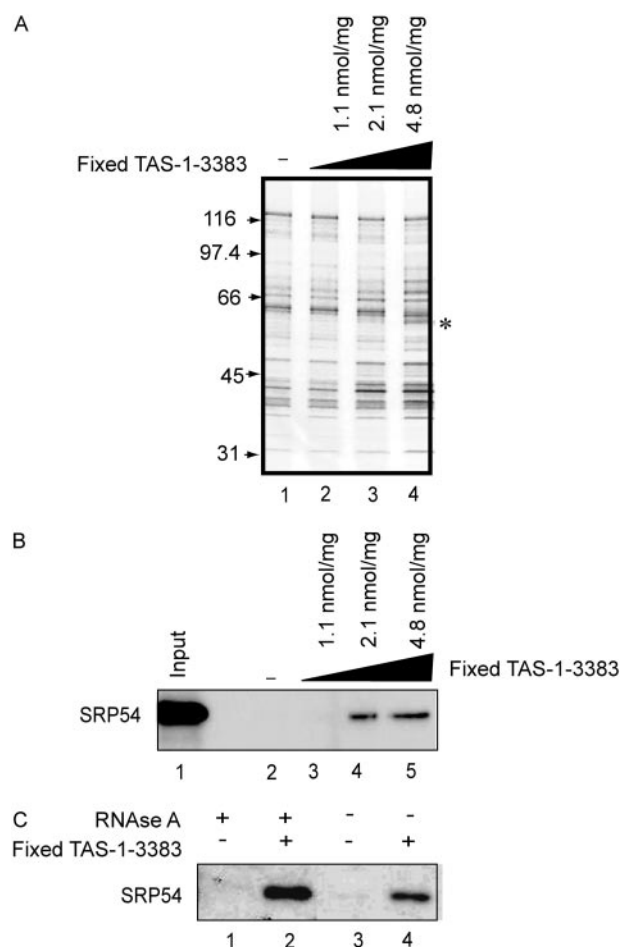 A
1.1 nmol/mg
2.1 nmol/mg
4.8 nmol/mg
Fixed TAS-1-3383
–
116
97.4
66
*
45
31
1 2 3 4
B
1.1 nmol/mg
2.1 nmol/mg
4.8 nmol/mg
Input
–
Fixed TAS-1-3383
SRP54
1 2 3 4 5
C RNAse A + + - -
Fixed TAS-1-3383 - + - +
SRP54
1 2 3 4